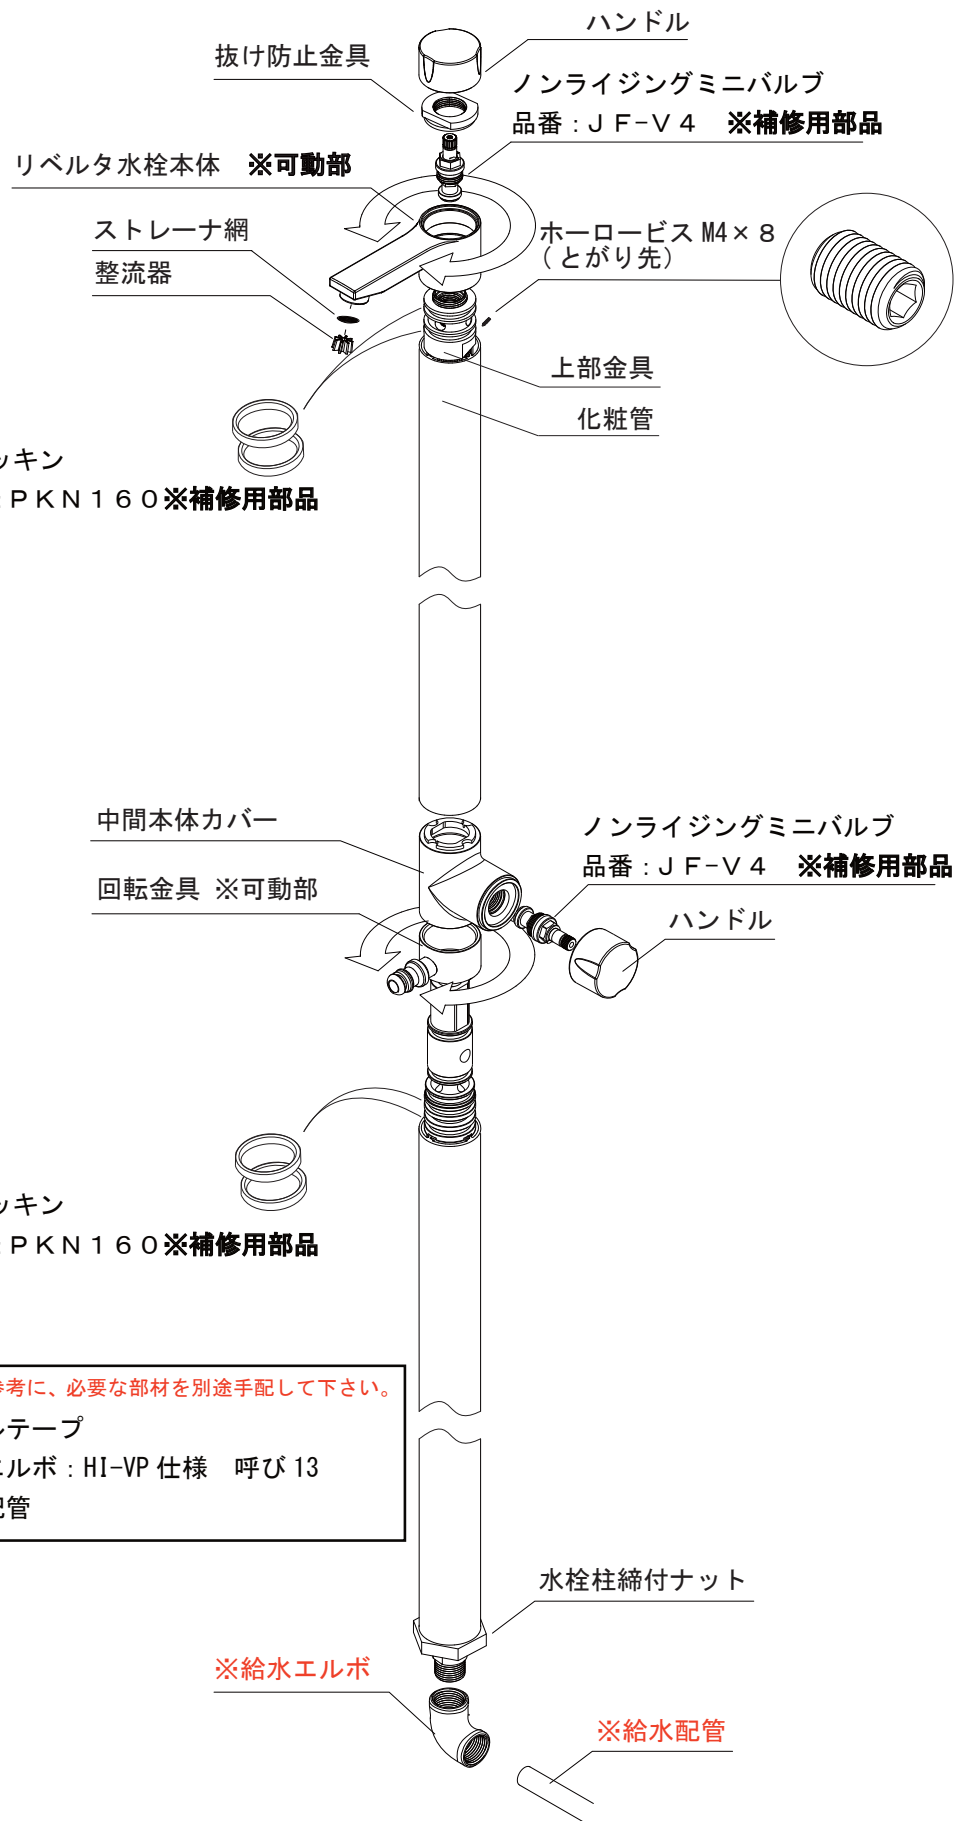 ハンドル
抜け防止金具
ノンライジングミニバルブ
品番：ＪＦ-Ｖ４　※補修用部品
リベルタ水栓本体　※可動部
ストレーナ網
整流器
ホーロービス M4×８
（とがり先）
上部金具
化粧管
ッキン
：ＰＫＮ１６０※補修用部品
中間本体カバー
ノンライジングミニバルブ
品番：ＪＦ-Ｖ４　※補修用部品
回転金具 ※可動部
ハンドル
ッキン
：ＰＫＮ１６０※補修用部品
参考に、必要な部材を別途手配して下さい。
ルテープ
エルボ：HI-VP 仕様　呼び 13
配管
水栓柱締付ナット
※給水エルボ
※給水配管